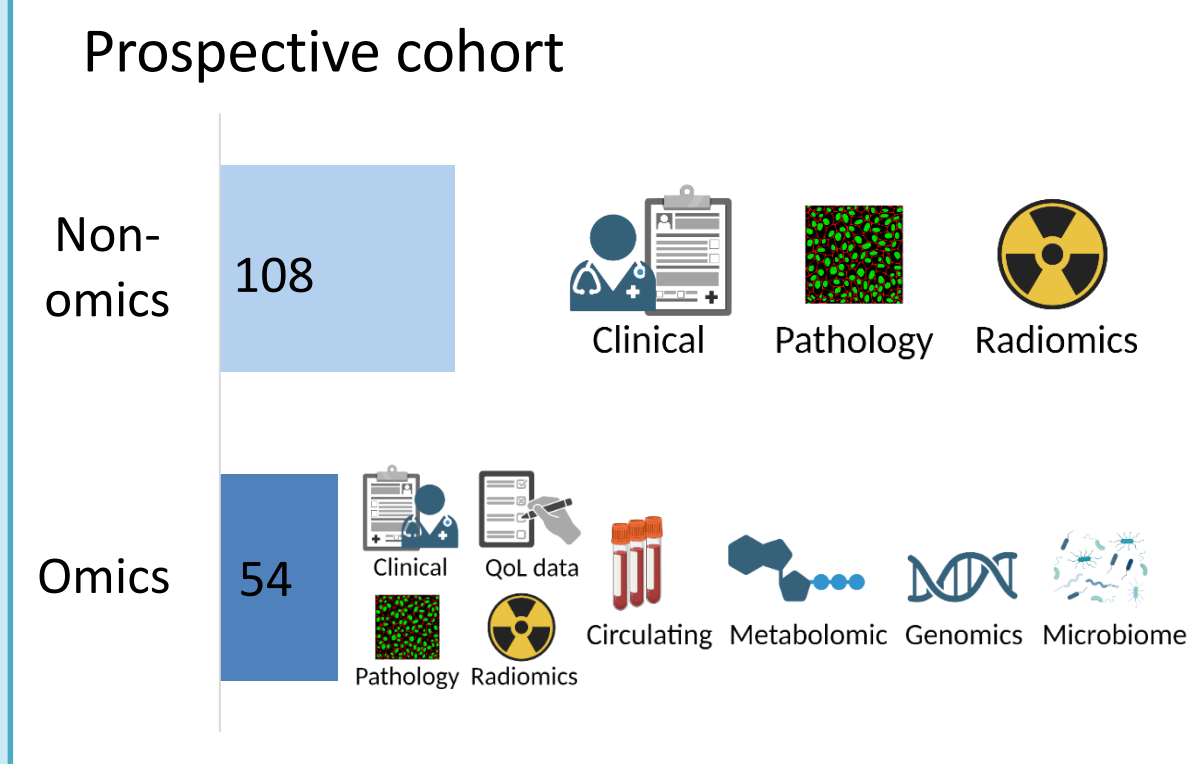 Prospective cohort
Non-
omics
108
Clinical
Pathology
Radiomics
Omics
54
Clinical
QoL data
Pathology
Radiomics
Circulating
Metabolomic
Genomics
Microbiome